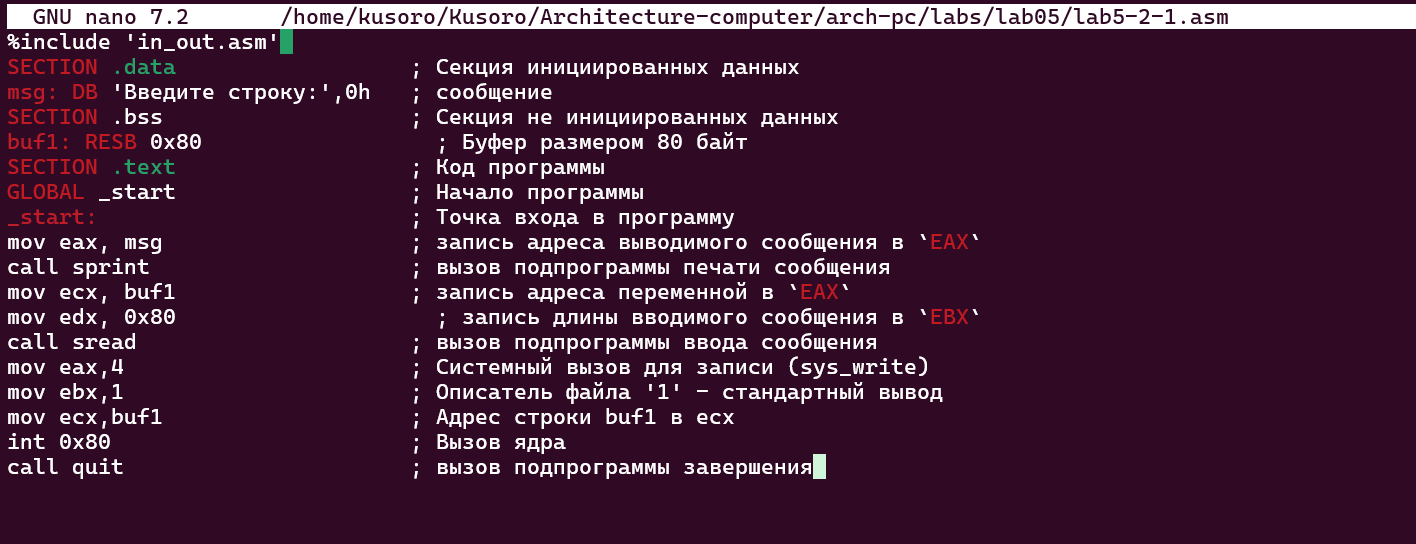 GNU nano 7.2 /home/kusoro/Kusoro/Architecture-computer/arch-pc/labs/lab05/lab5-2-1.asm
%include 'in_out.asm'
SECTION .data ; Секция инициированных данных
msg: DB 'Введите строку:',0h ; сообщение
SECTION .bss ; Секция не инициированных данных
buf1: RESB 0x80 ; Буфер размером 80 байт
SECTION .text ; Код программы
GLOBAL _start ; Начало программы
_start: ; Точка входа в программу
mov eax, msg ; запись адреса выводимого сообщения в `EAX`
call sprint ; вызов подпрограммы печати сообщения
mov ecx, buf1 ; запись адреса переменной в `EAX`
mov edx, 0x80 ; запись длины вводимого сообщения в `EBX`
call sread ; вызов подпрограммы ввода сообщения
mov eax,4 ; Системный вызов для записи (sys_write)
mov ebx,1 ; Описатель файла '1' - стандартный вывод
mov ecx,buf1 ; Адрес строки buf1 в ecx
int 0x80 ; Вызов ядра
call quit ; вызов подпрограммы завершения